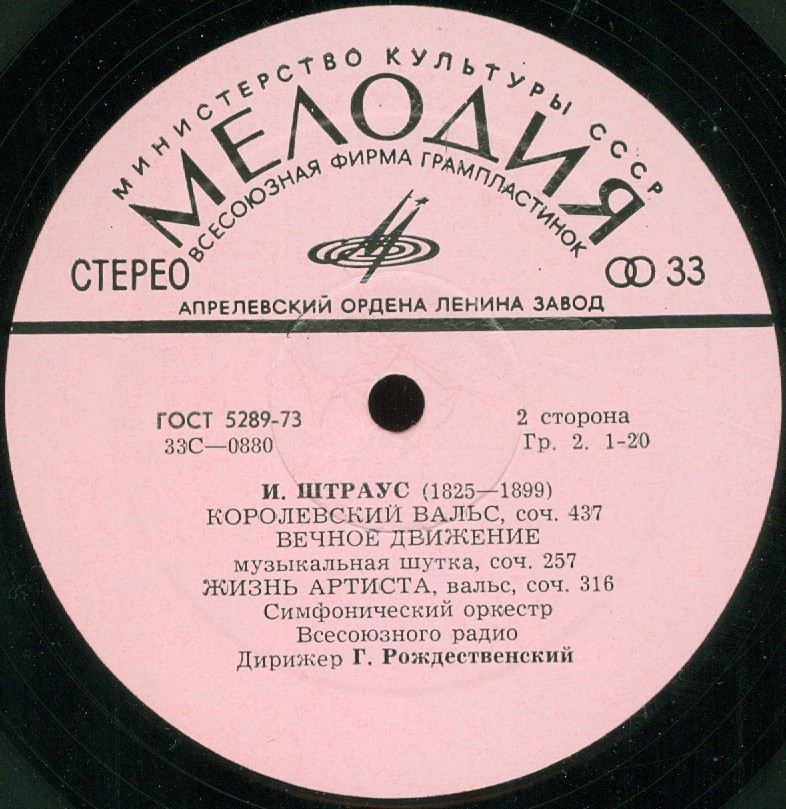 МИНИСТЕРСТВО КУЛЬТУРЫ СССР
МЕЛОДИЯ
ВСЕСОЮЗНАЯ ФИРМА ГРАМПЛАСТИНОК
СТЕРЕО
33
АПРЕЛЕВСКИЙ ОРДЕНА ЛЕНИНА ЗАВОД
ГОСТ 5289-73
2 сторона
33С—0880
Гр. 2. 1-20
И. ШТРАУС (1825—1899)
КОРОЛЕВСКИЙ ВАЛЬС, соч. 437
ВЕЧНОЕ ДВИЖЕНИЕ
музыкальная шутка, соч. 257
ЖИЗНЬ АРТИСТА, вальс, соч. 316
Симфонический оркестр
Всесоюзного радио
Дирижер Г. Рождественский